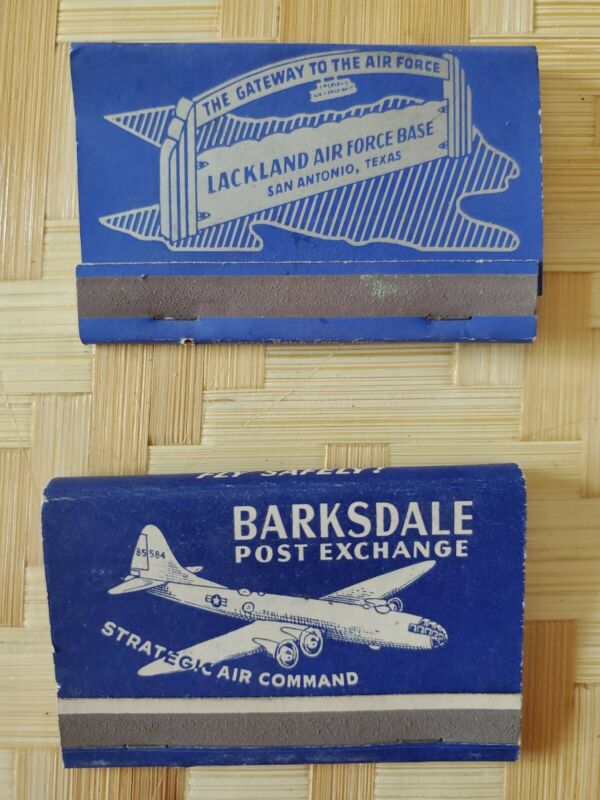 THE GATEWAY TO THE AIR FORCE
LACKLAND AIR FORCE BASE
SAN ANTONIO, TEXAS
FLY SAFELY!
BARKSDALE
POST EXCHANGE
85584
STRATEGIC AIR COMMAND